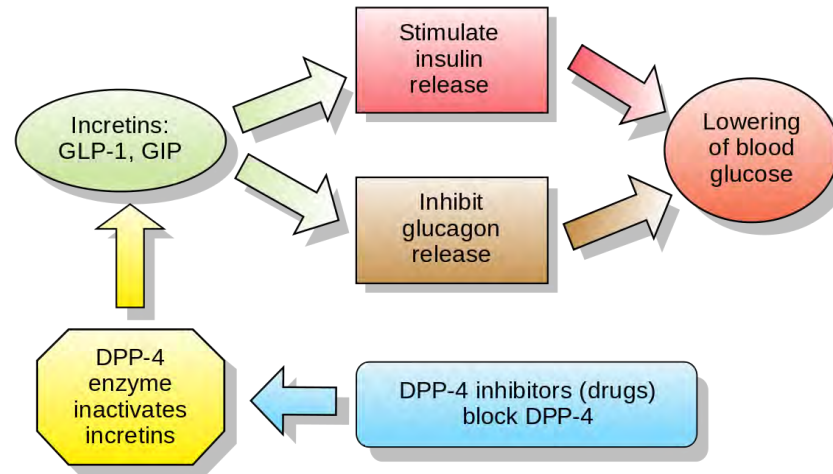 Stimulate
insulin
release
Incretins:
GLP-1, GIP
Lowering
of blood
glucose
Inhibit
glucagon
release
DPP-4
enzyme
inactivates
incretins
DPP-4 inhibitors (drugs)
block DPP-4